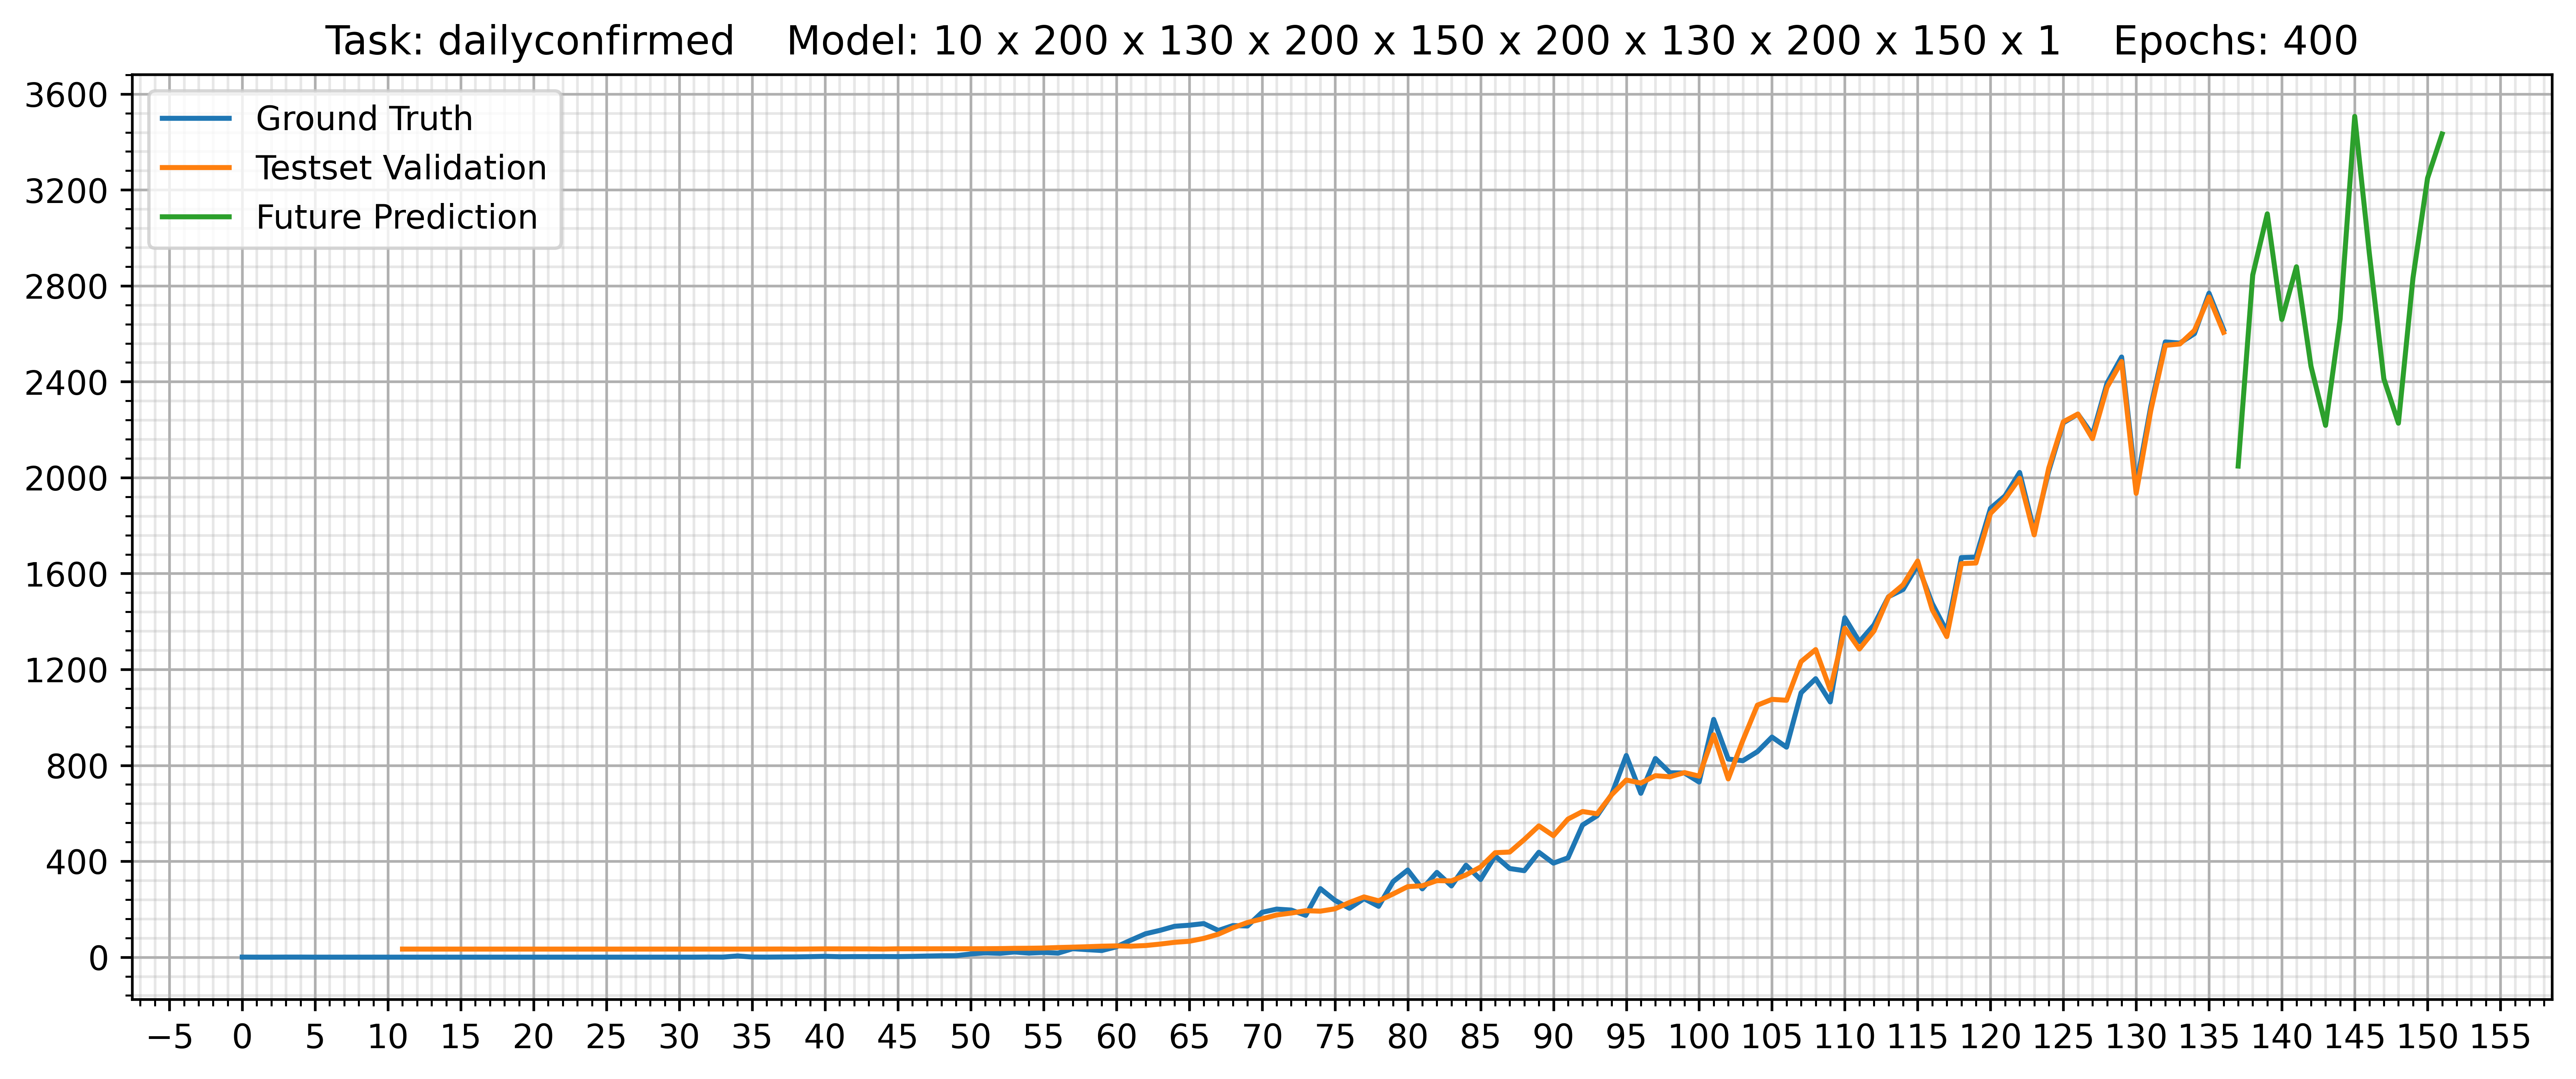 Task: dailyconfirmed    Model: 10 x 200 x 130 x 200 x 150 x 200 x 130 x 200 x 150 x 1    Epochs: 400
3600
3200
2800
2400
2000
1600
1200
800
400
0
Ground Truth
Testset Validation
Future Prediction
−5 0 5 10 15 20 25 30 35 40 45 50 55 60 65 70 75 80 85 90 95 100 105 110 115 120 125 130 135 140 145 150 155